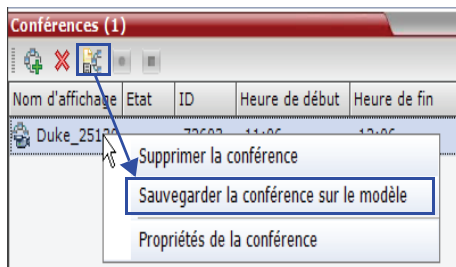 Conférences (1)
Nom d'affichage Etat ID Heure de début Heure de fin
Supprimer la conférence
Sauvegarder la conférence sur le modèle
Propriétés de la conférence